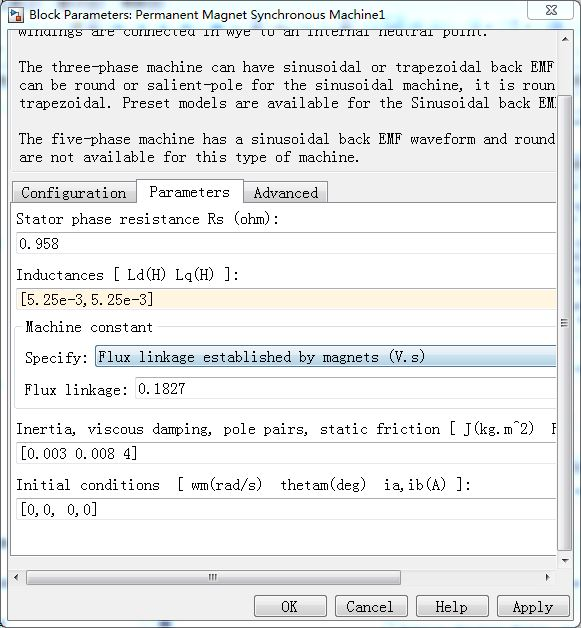 Block Parameters: Permanent Magnet Synchronous Machine1
windings are connected in wye to an internal neutral point.
The three-phase machine can have sinusoidal or trapezoidal back EMF
can be round or salient-pole for the sinusoidal machine, it is roun
trapezoidal. Preset models are available for the Sinusoidal back EM
The five-phase machine has a sinusoidal back EMF waveform and round
are not available for this type of machine.
Configuration Parameters Advanced
Stator phase resistance Rs (ohm):
0.958
Inductances [ Ld(H) Lq(H) ]:
[5.25e-3,5.25e-3]
Machine constant
Specify: Flux linkage established by magnets (V.s)
Flux linkage: 0.1827
Inertia, viscous damping, pole pairs, static friction [ J(kg.m^2)
[0.003 0.008 4]
Initial conditions [ wm(rad/s) thetam(deg) ia,ib(A) ]:
[0,0, 0,0]
OK Cancel Help Apply